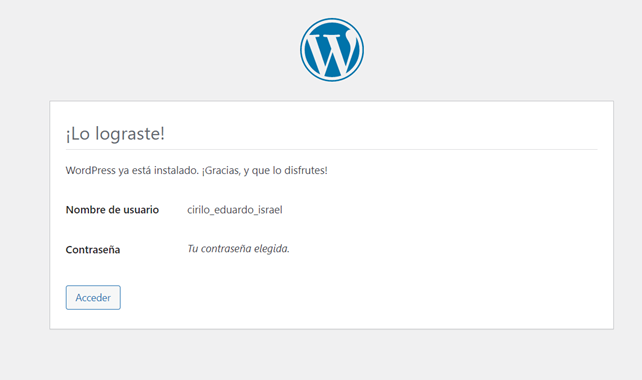 ¡Lo lograste!
WordPress ya está instalado. ¡Gracias, y que lo disfrutes!
Nombre de usuario cirilo_eduardo_israel
Contraseña Tu contraseña elegida.
Acceder